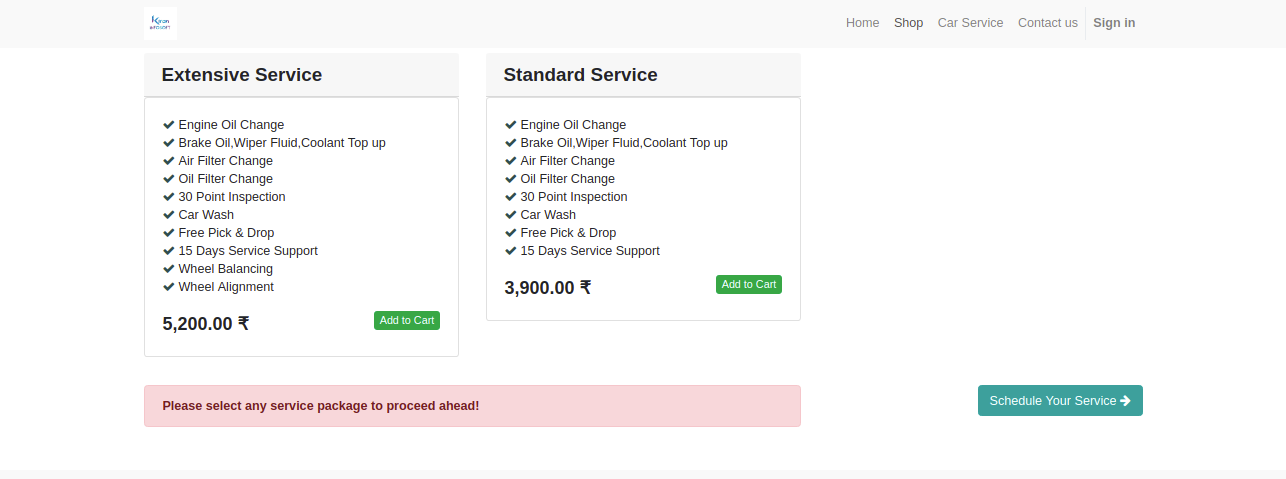 Kiran
INFOSOFT
Home Shop Car Service Contact us Sign in
Extensive Service
Engine Oil Change
Brake Oil,Wiper Fluid,Coolant Top up
Air Filter Change
Oil Filter Change
30 Point Inspection
Car Wash
Free Pick & Drop
15 Days Service Support
Wheel Balancing
Wheel Alignment
5,200.00 ₹ Add to Cart
Standard Service
Engine Oil Change
Brake Oil,Wiper Fluid,Coolant Top up
Air Filter Change
Oil Filter Change
30 Point Inspection
Car Wash
Free Pick & Drop
15 Days Service Support
3,900.00 ₹ Add to Cart
Please select any service package to proceed ahead!
Schedule Your Service